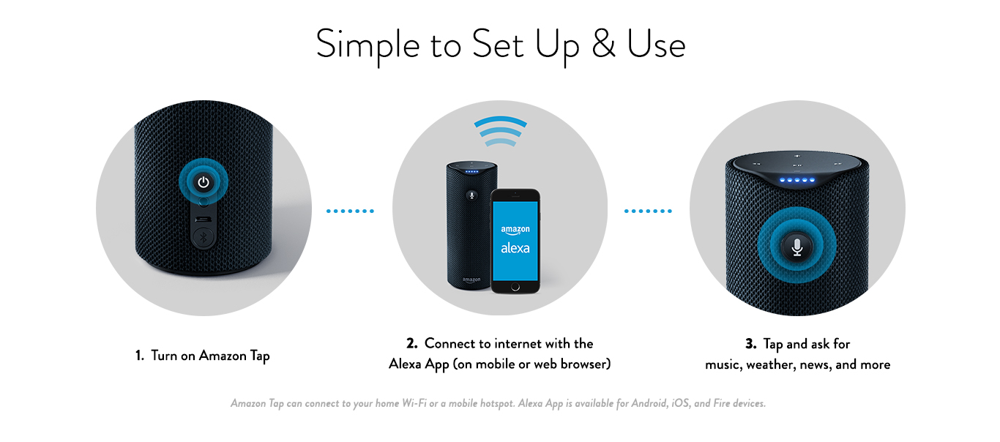 Simple to Set Up & Use
amazon
alexa
amazon
1. Turn on Amazon Tap
2. Connect to internet with the
Alexa App (on mobile or web browser)
3. Tap and ask for
music, weather, news, and more
Amazon Tap can connect to your home Wi-Fi or a mobile hotspot. Alexa App is available for Android, iOS, and Fire devices.